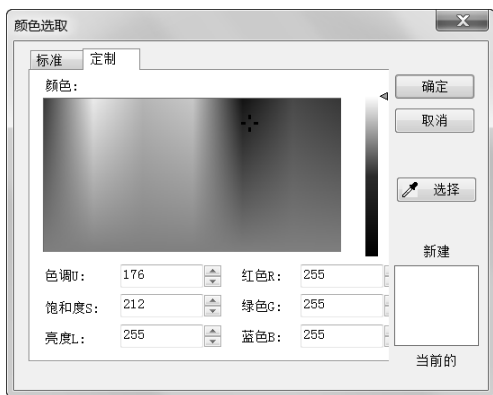 颜色选取
X
标准 定制
颜色:
确定
取消
选择
新建
色调U: 176 红色R: 255
饱和度S: 212 绿色G: 255
亮度L: 255 蓝色B: 255
当前的